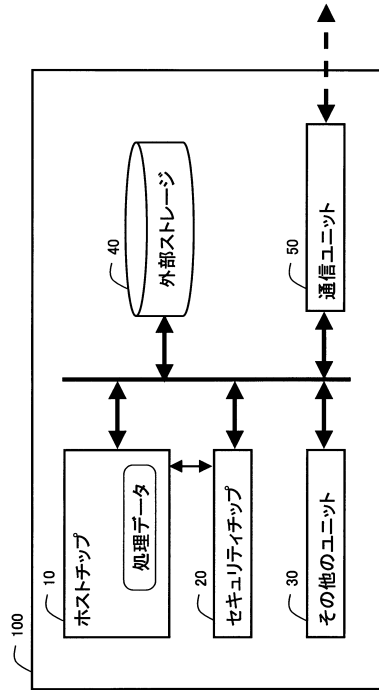 100
10
ホストチップ
処理データ
20
セキュリティチップ
30
その他のユニット
40
外部ストレージ
50
通信ユニット